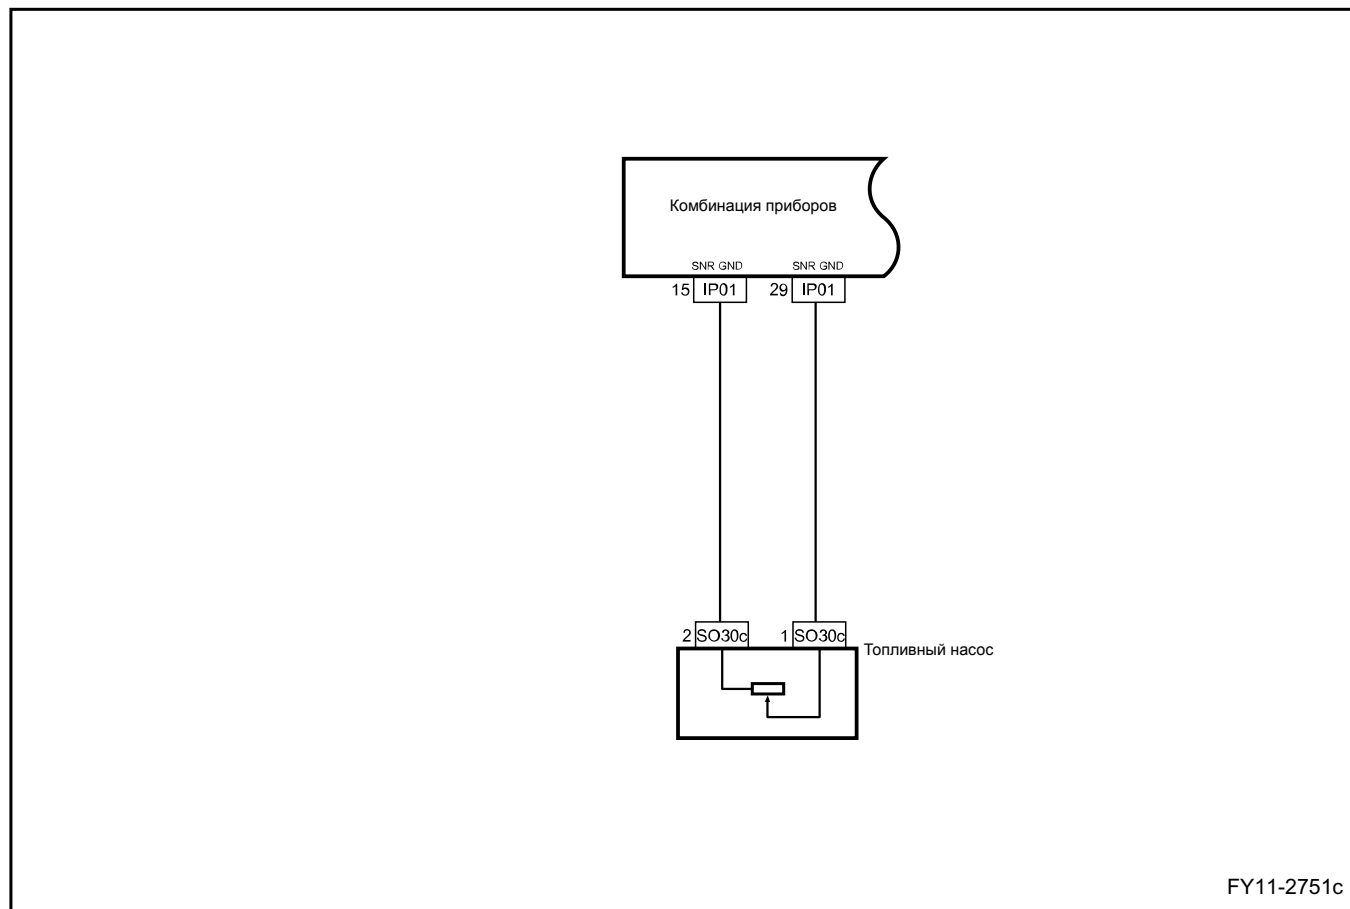 Комбинация приборов
SNR GND SNR GND
15 IP01 29 IP01
2 SO30c 1 SO30c
Топливный насос
FY11-2751c